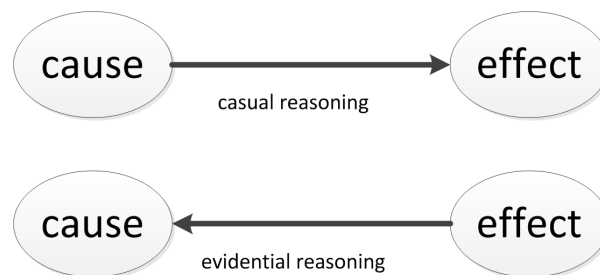 cause effect
casual reasoning
cause effect
evidential reasoning